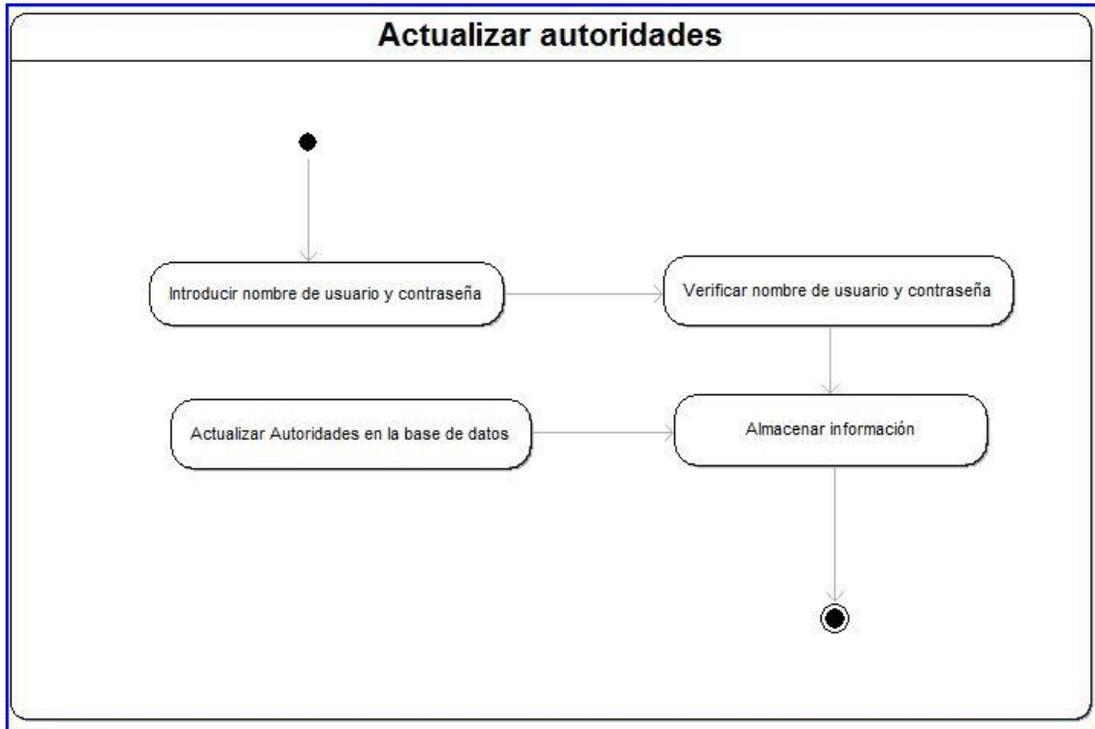 Actualizar autoridades
Introducir nombre de usuario y contraseña
Verificar nombre de usuario y contraseña
Actualizar Autoridades en la base de datos
Almacenar información